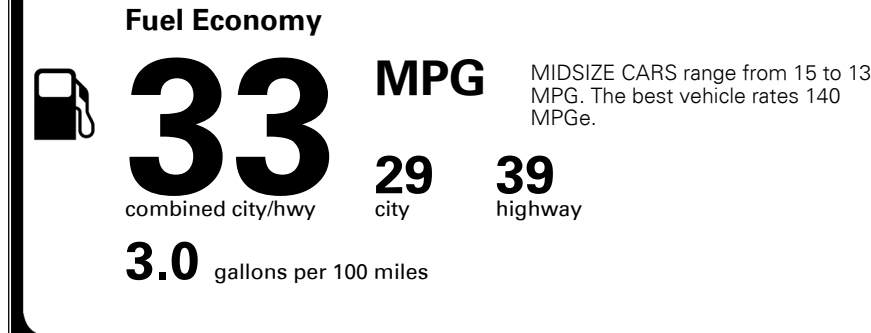 Fuel Economy
33 MPG
MIDSIZE CARS range from 15 to 13
MPG. The best vehicle rates 140
MPGe.
combined city/hwy
29
city
39
highway
3.0 gallons per 100 miles